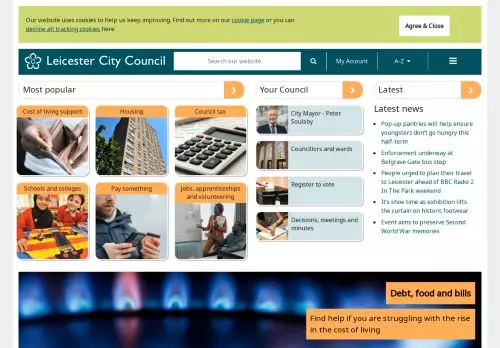 Our website uses cookies to help us keep improving. Find out more on our cookie page or you can
decline all tracking cookies here.
Agree & Close
Leicester City Council
Search our website
My Account
A-Z
Most popular
Your Council
Latest
Cost of living support
Housing
Council tax
Schools and colleges
Pay something
Jobs, apprenticeships
and volunteering
City Mayor - Peter
Soulsby
Councillors and wards
Register to vote
Decisions, meetings and
minutes
Latest news
Pop-up pantries will help ensure
youngsters don't go hungry this
half-term
Enforcement underway at
Belgrave Gate bus stop
People urged to plan their travel
to Leicester ahead of BBC Radio 2
In The Park weekend
It's shoe time as exhibition lifts
the curtain on historic footwear
Event aims to preserve Second
World War memories
Debt, food and bills
Find help if you are struggling with the rise
in the cost of living